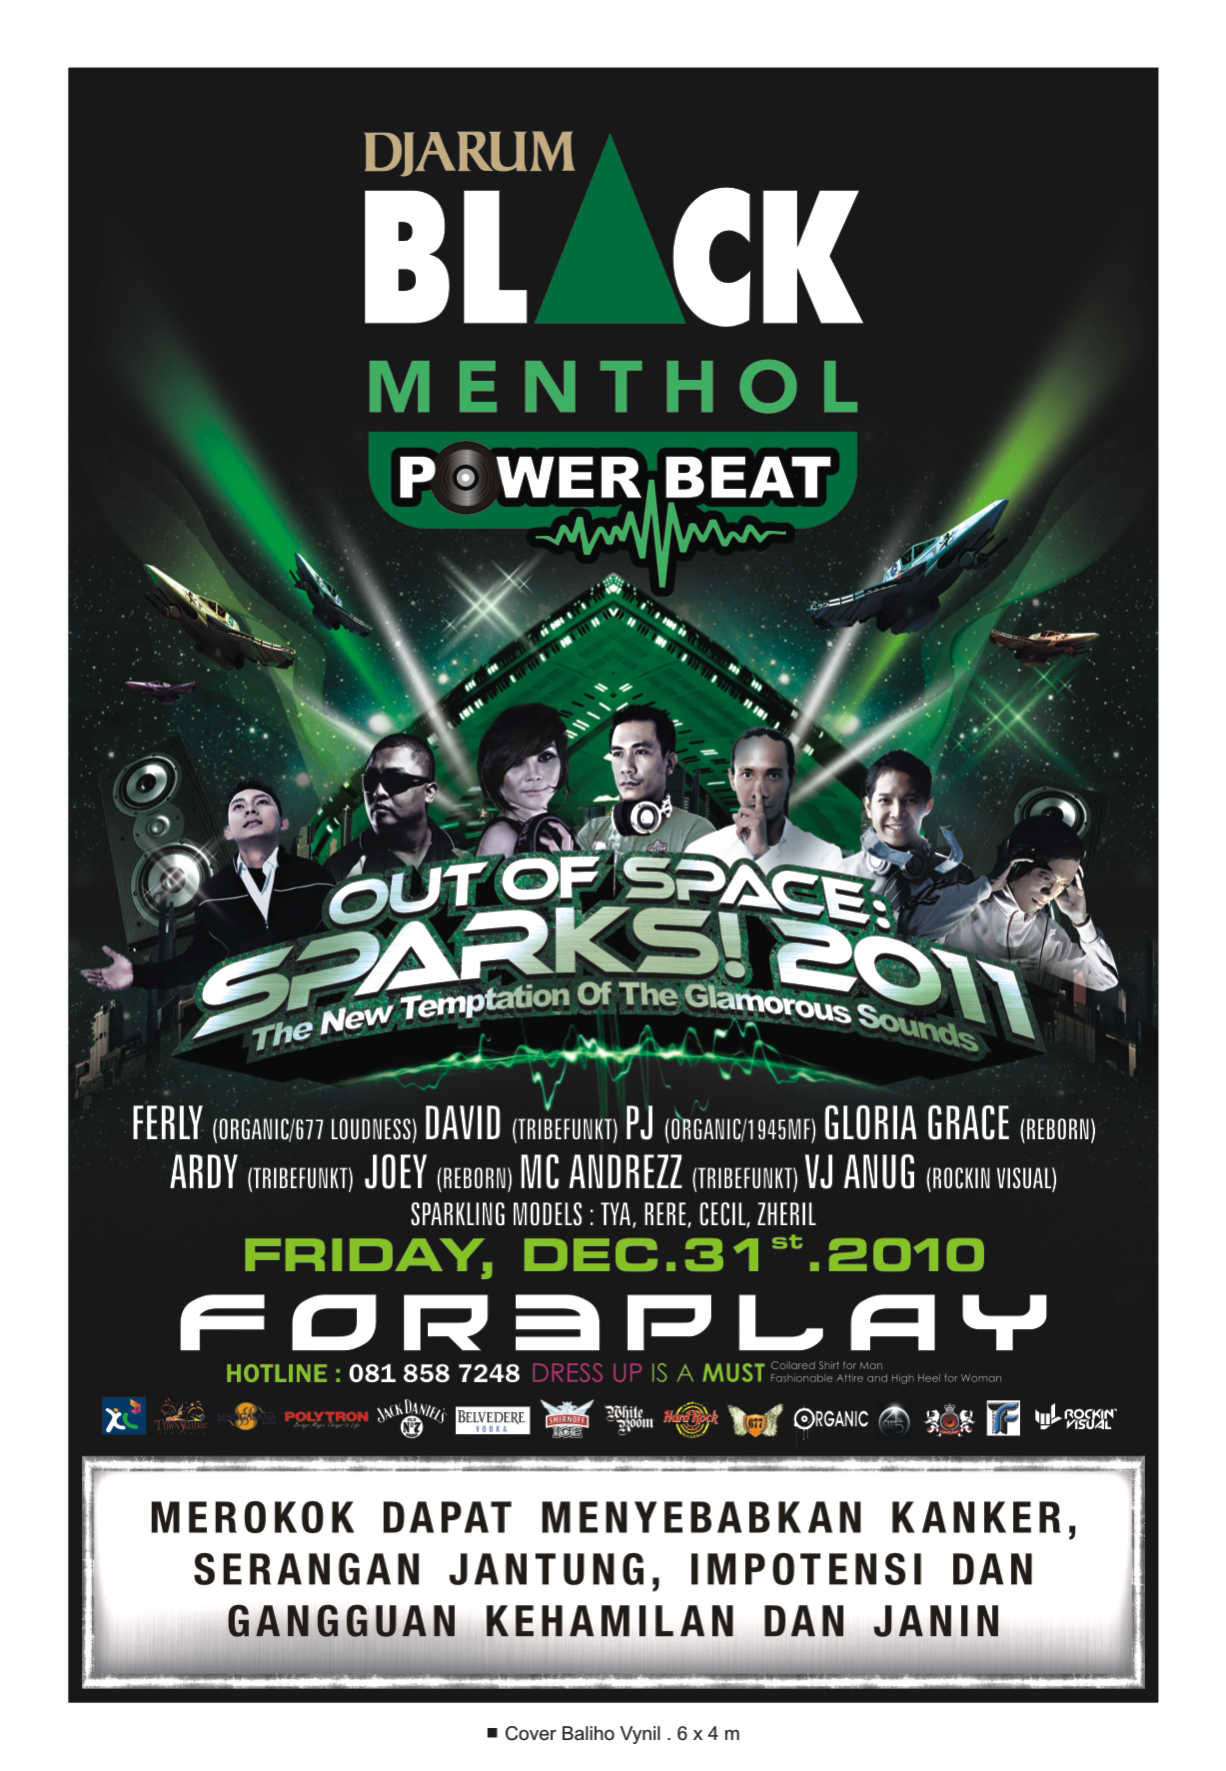 DJARUM
BLACK
MENTHOL
POWER BEAT
OUT OF SPACE:
SPARKS! 2011
The New Temptation Of The Glamorous Sounds
FERLY (ORGANIC/677 LOUDNESS) DAVID (TRIBEFUNKT) PJ (ORGANIC/1945MF) GLORIA GRACE (REBORN)
ARDY (TRIBEFUNKT) JOEY (REBORN) MC ANDREZZ (TRIBEFUNKT) VJ ANUG (ROCKIN VISUAL)
SPARKLING MODELS : TYA, RERE, CECIL, ZHERIL
FRIDAY, DEC.31st.2010
FOREPLAY
HOTLINE : 081 858 7248 DRESS UP IS A MUST Collared Shirt for Man
Fashionable Attire and High Heel for Woman
XL POLYTRON JACK DANIEL'S BELVEDERE VODKA SMIRNOFF ICE White Room Hard Rock 677 ORGANIC ROCKIN' VISUAL
MEROKOK DAPAT MENYEBABKAN KANKER,
SERANGAN JANTUNG, IMPOTENSI DAN
GANGGUAN KEHAMILAN DAN JANIN
■ Cover Baliho Vynil . 6 x 4 m